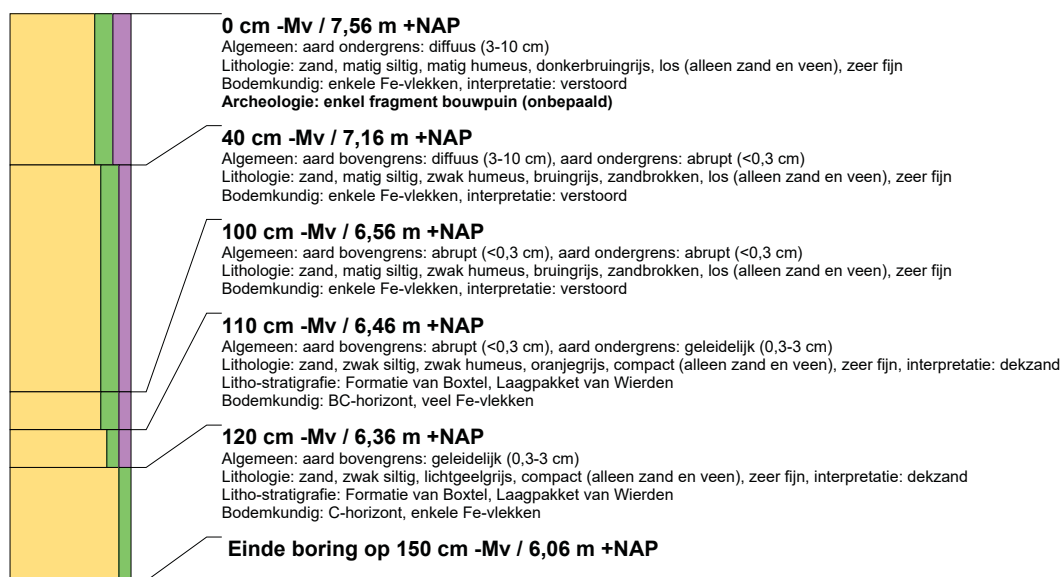 0 cm -Mv / 7,56 m +NAP
Algemeen: aard ondergrens: diffuus (3-10 cm)
Lithologie: zand, matig siltig, matig humeus, donkerbruingrijs, los (alleen zand en veen), zeer fijn
Bodemkundig: enkele Fe-vlekken, interpretatie: verstoord
Archeologie: enkel fragment bouwpuin (onbepaald)
40 cm -Mv / 7,16 m +NAP
Algemeen: aard bovengrens: diffuus (3-10 cm), aard ondergrens: abrupt (<0,3 cm)
Lithologie: zand, matig siltig, zwak humeus, bruingrijs, zandbrokken, los (alleen zand en veen), zeer fijn
Bodemkundig: enkele Fe-vlekken, interpretatie: verstoord
100 cm -Mv / 6,56 m +NAP
Algemeen: aard bovengrens: abrupt (<0,3 cm), aard ondergrens: abrupt (<0,3 cm)
Lithologie: zand, matig siltig, zwak humeus, bruingrijs, zandbrokken, los (alleen zand en veen), zeer fijn
Bodemkundig: enkele Fe-vlekken, interpretatie: verstoord
110 cm -Mv / 6,46 m +NAP
Algemeen: aard bovengrens: abrupt (<0,3 cm), aard ondergrens: geleidelijk (0,3-3 cm)
Lithologie: zand, zwak siltig, zwak humeus, oranjegrijs, compact (alleen zand en veen), zeer fijn, interpretatie: dekzand
Litho-stratigrafie: Formatie van Boxtel, Laagpakket van Wierden
Bodemkundig: BC-horizont, veel Fe-vlekken
120 cm -Mv / 6,36 m +NAP
Algemeen: aard bovengrens: geleidelijk (0,3-3 cm)
Lithologie: zand, zwak siltig, lichtgeelgrijs, compact (alleen zand en veen), zeer fijn, interpretatie: dekzand
Litho-stratigrafie: Formatie van Boxtel, Laagpakket van Wierden
Bodemkundig: C-horizont, enkele Fe-vlekken
Einde boring op 150 cm -Mv / 6,06 m +NAP